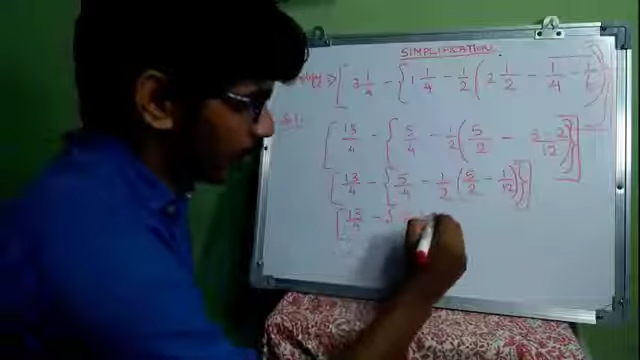 SIMPLIFICATION
[ 3 1/4 - { 1 1/4 - 1/2 ( 2 1/2 - 1/4 - 1/6 ) } ]
[ 13/4 - { 5/4 - 1/2 ( 5/2 - 3-2/12 ) } ]
[ 13/4 - { 5/4 - 1/2 ( 5/2 - 1/12 ) } ]
[ 13/4 - {